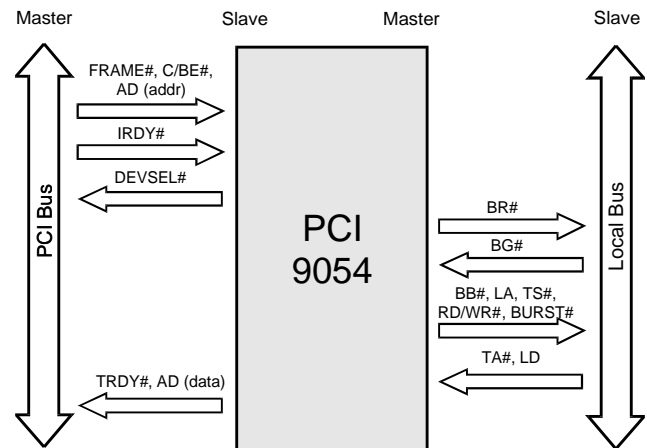 Master
Slave
Master
Slave
FRAME#, C/BE#,
AD (addr)
IRDY#
DEVSEL#
PCI Bus
PCI
9054
BR#
BG#
BB#, LA, TS#,
RD/WR#, BURST#
TA#, LD
Local Bus
TRDY#, AD (data)